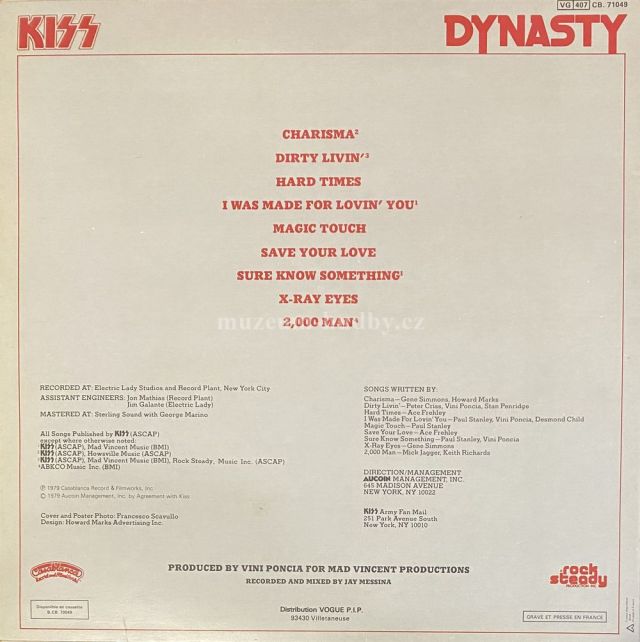 VG 407 CB. 71049
KISS
DYNASTY
CHARISMA²
DIRTY LIVIN'³
HARD TIMES
I WAS MADE FOR LOVIN' YOU¹
MAGIC TOUCH
SAVE YOUR LOVE
SURE KNOW SOMETHING¹
X-RAY EYES
2,000 MAN⁴
RECORDED AT: Electric Lady Studios and Record Plant, New York City
ASSISTANT ENGINEERS: Jon Mathias (Record Plant)
Jim Galante (Electric Lady)
MASTERED AT: Sterling Sound with George Marino
All Songs Published by KISS (ASCAP)
except where otherwise noted:
¹KISS (ASCAP), Mad Vincent Music (BMI)
²KISS (ASCAP), Howsville Music (ASCAP)
³KISS (ASCAP), Mad Vincent Music (BMI), Rock Steady, Music Inc. (ASCAP)
⁴ABKCO Music Inc. (BMI)
℗ 1979 Casablanca Record & Filmworks, Inc.
© 1979 Aucoin Management, Inc. by Agreement with Kiss
Cover and Poster Photo: Francesco Scavullo
Design: Howard Marks Advertising Inc.
SONGS WRITTEN BY:
Charisma—Gene Simmons, Howard Marks
Dirty Livin'—Peter Criss, Vini Poncia, Stan Penridge
Hard Times—Ace Frehley
I Was Made For Lovin' You—Paul Stanley, Vini Poncia, Desmond Child
Magic Touch—Paul Stanley
Save Your Love—Ace Frehley
Sure Know Something—Paul Stanley, Vini Poncia
X-Ray Eyes—Gene Simmons
2,000 Man—Mick Jagger, Keith Richards
DIRECTION/MANAGEMENT
AUCOIN MANAGEMENT, INC.
645 MADISON AVENUE
NEW YORK, NY 10022
KISS Army Fan Mail
251 Park Avenue South
New York, NY 10010
PRODUCED BY VINI PONCIA FOR MAD VINCENT PRODUCTIONS
RECORDED AND MIXED BY JAY MESSINA
rock
steady
PRODUCTION INC.
Disponible en cassette
B.CB. 70049
Distribution VOGUE P.I.P.
93430 Villetaneuse
GRAVE ET PRESSE EN FRANCE